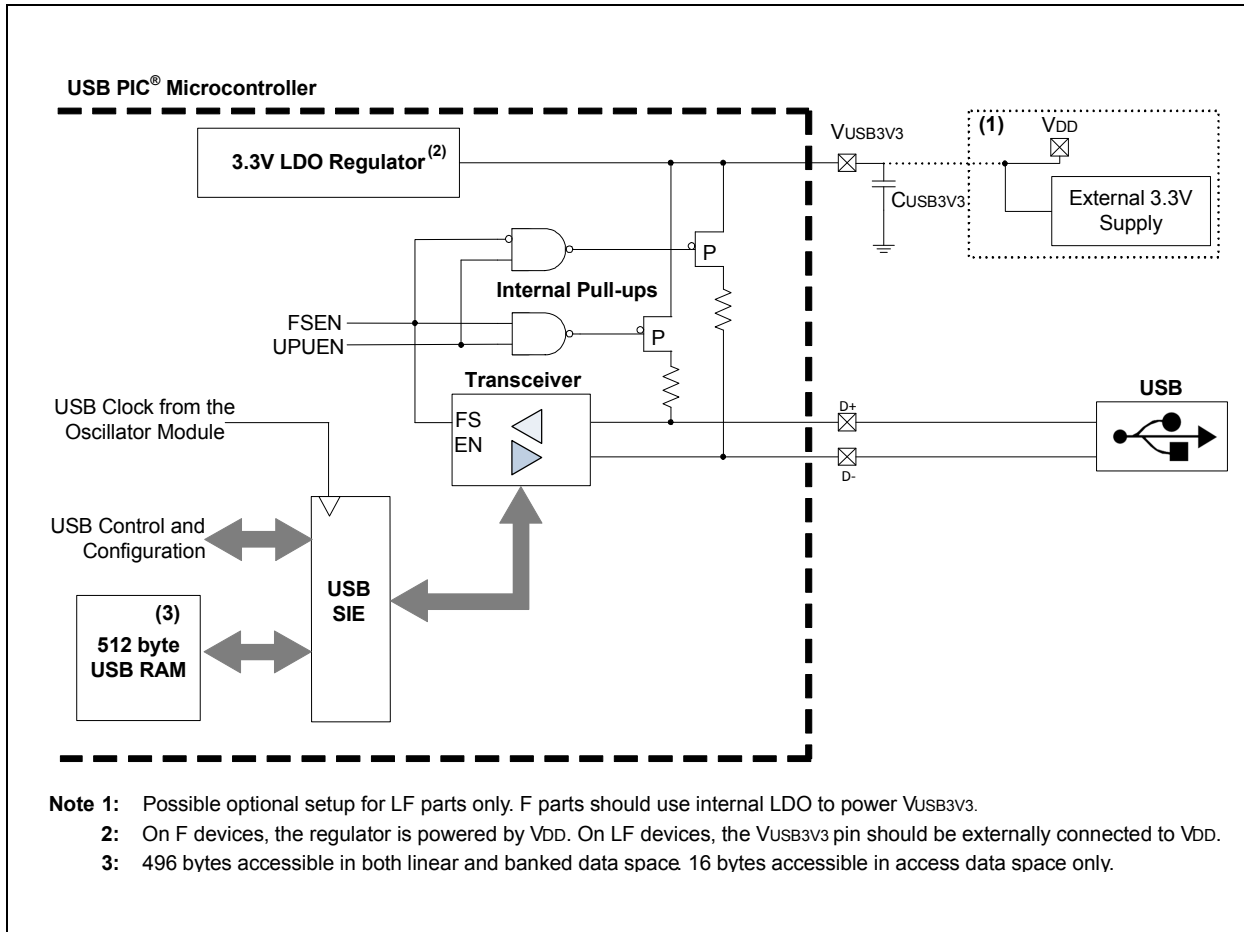 USB PIC® Microcontroller
3.3V LDO Regulator(2)
VUSB3V3
(1)
VDD
CUSB3V3
External 3.3V
Supply
P
Internal Pull-ups
FSEN
UPUEN
P
Transceiver
FS
EN
USB Clock from the
Oscillator Module
D+
D-
USB
USB Control and
Configuration
USB
SIE
(3)
512 byte
USB RAM
Note 1: Possible optional setup for LF parts only. F parts should use internal LDO to power VUSB3V3.
2: On F devices, the regulator is powered by VDD. On LF devices, the VUSB3V3 pin should be externally connected to VDD.
3: 496 bytes accessible in both linear and banked data space. 16 bytes accessible in access data space only.